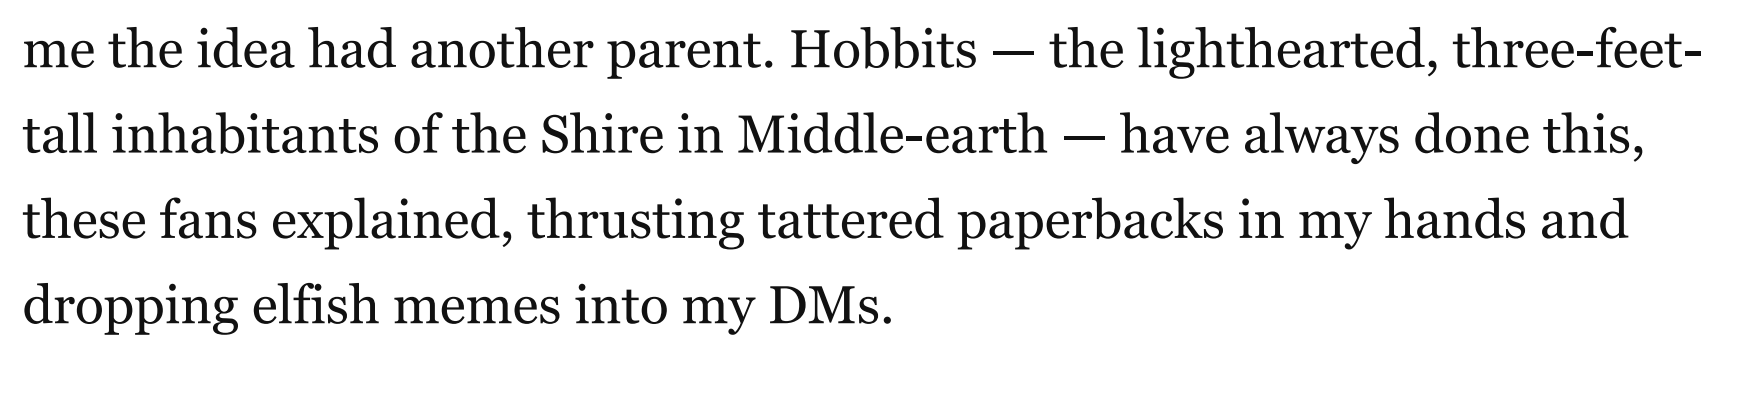 me the idea had another parent. Hobbits — the lighthearted, three-feet-
tall inhabitants of the Shire in Middle-earth — have always done this,
these fans explained, thrusting tattered paperbacks in my hands and
dropping elfish memes into my DMs.